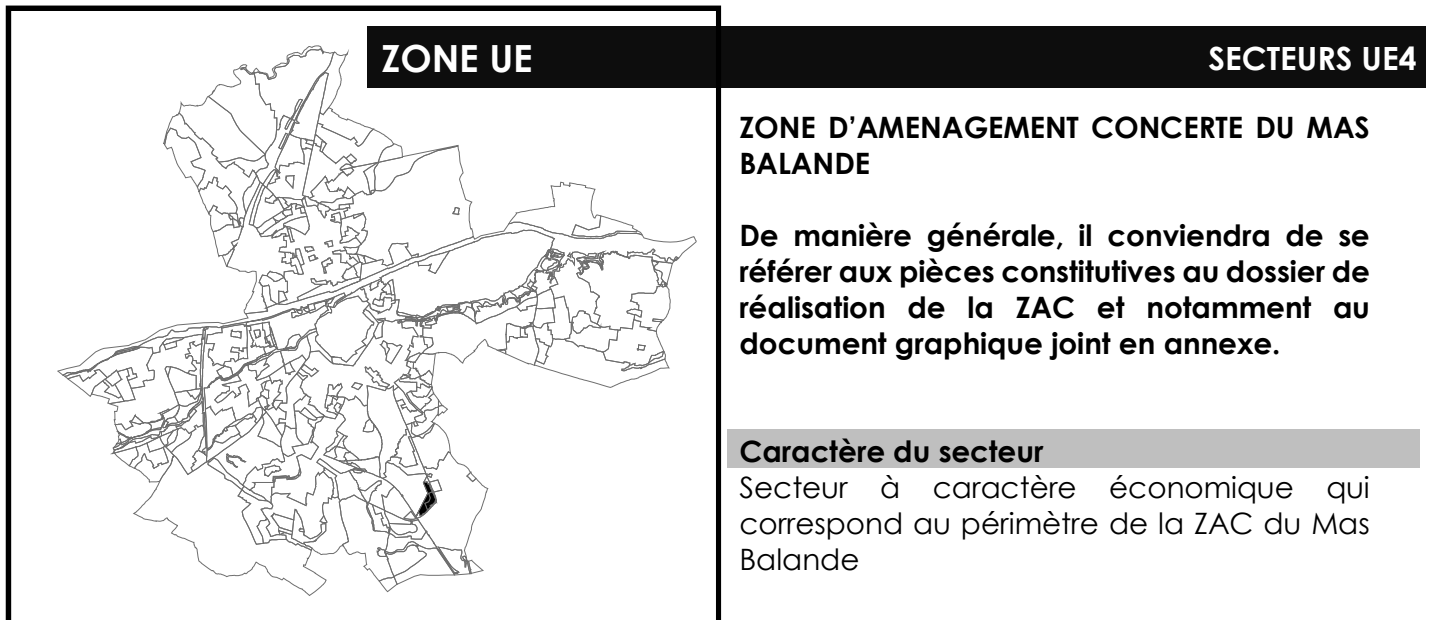 ZONE UE
SECTEURS UE4
ZONE D'AMENAGEMENT CONCERTE DU MAS
BALANDE
De manière générale, il conviendra de se
référer aux pièces constitutives au dossier de
réalisation de la ZAC et notamment au
document graphique joint en annexe.
Caractère du secteur
Secteur à caractère économique qui
correspond au périmètre de la ZAC du Mas
Balande